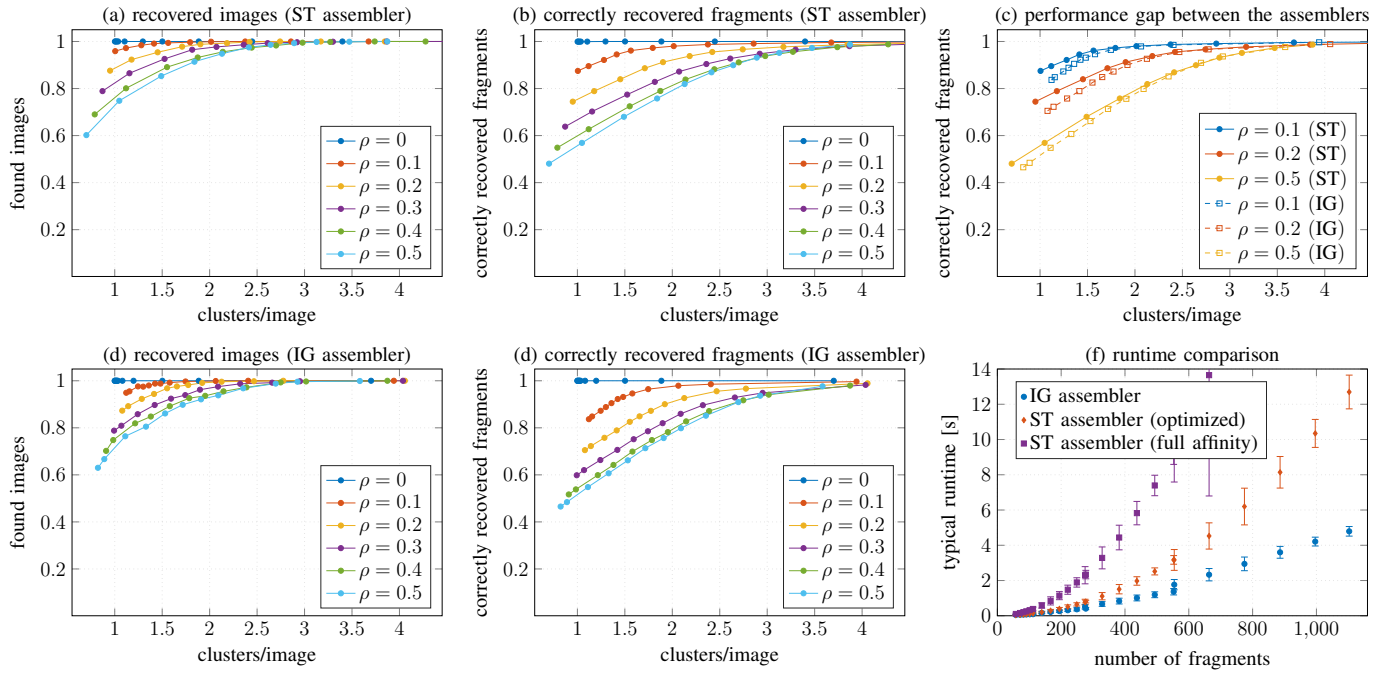 (a) recovered images (ST assembler)
found images
1
0.8
0.6
0.4
0.2
1 1.5 2 2.5 3 3.5 4
clusters/image
ρ = 0
ρ = 0.1
ρ = 0.2
ρ = 0.3
ρ = 0.4
ρ = 0.5
(b) correctly recovered fragments (ST assembler)
correctly recovered fragments
1
0.8
0.6
0.4
0.2
1 1.5 2 2.5 3 3.5 4
clusters/image
ρ = 0
ρ = 0.1
ρ = 0.2
ρ = 0.3
ρ = 0.4
ρ = 0.5
(c) performance gap between the assemblers
correctly recovered fragments
1
0.8
0.6
0.4
0.2
1 1.5 2 2.5 3 3.5 4
clusters/image
ρ = 0.1 (ST)
ρ = 0.2 (ST)
ρ = 0.5 (ST)
ρ = 0.1 (IG)
ρ = 0.2 (IG)
ρ = 0.5 (IG)
(d) recovered images (IG assembler)
found images
1
0.8
0.6
0.4
0.2
1 1.5 2 2.5 3 3.5 4
clusters/image
ρ = 0
ρ = 0.1
ρ = 0.2
ρ = 0.3
ρ = 0.4
ρ = 0.5
(d) correctly recovered fragments (IG assembler)
correctly recovered fragments
1
0.8
0.6
0.4
0.2
1 1.5 2 2.5 3 3.5 4
clusters/image
ρ = 0
ρ = 0.1
ρ = 0.2
ρ = 0.3
ρ = 0.4
ρ = 0.5
(f) runtime comparison
typical runtime [s]
14
12
10
8
6
4
2
0
0 200 400 600 800 1,000
number of fragments
IG assembler
ST assembler (optimized)
ST assembler (full affinity)